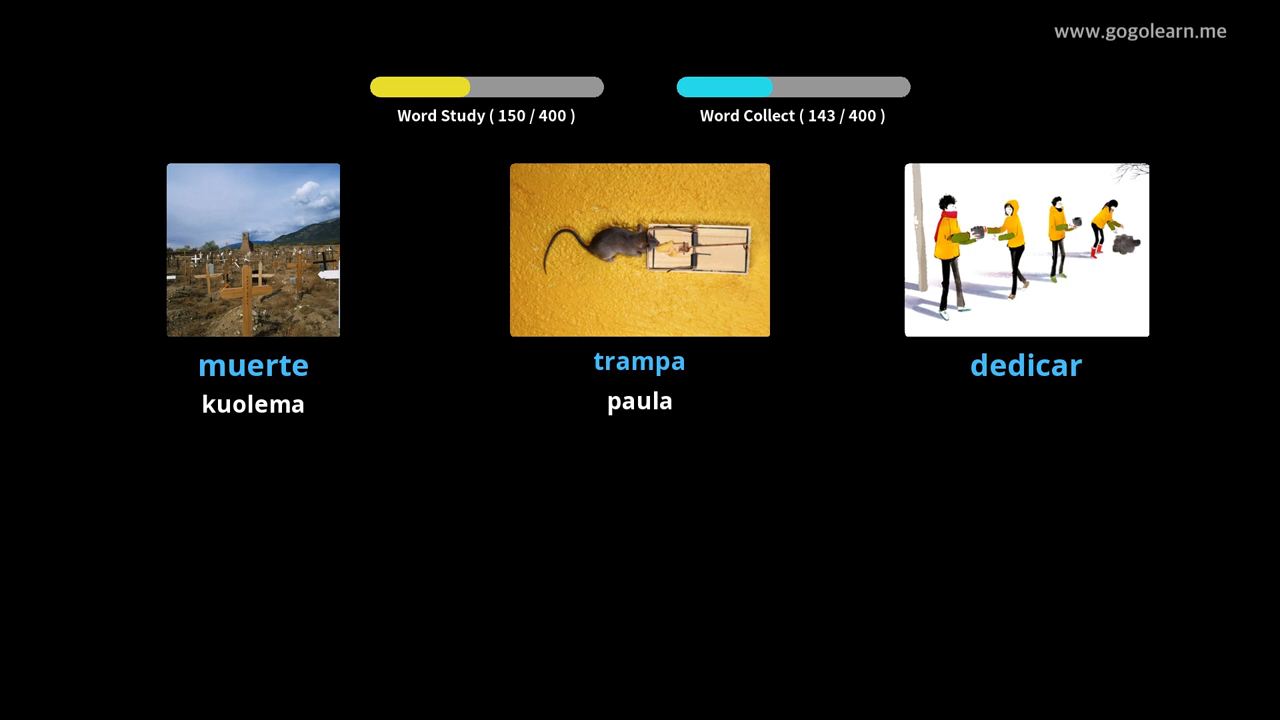 www.gogolearn.me
Word Study ( 150 / 400 )
Word Collect ( 143 / 400 )
muerte
kuolema
trampa
paula
dedicar